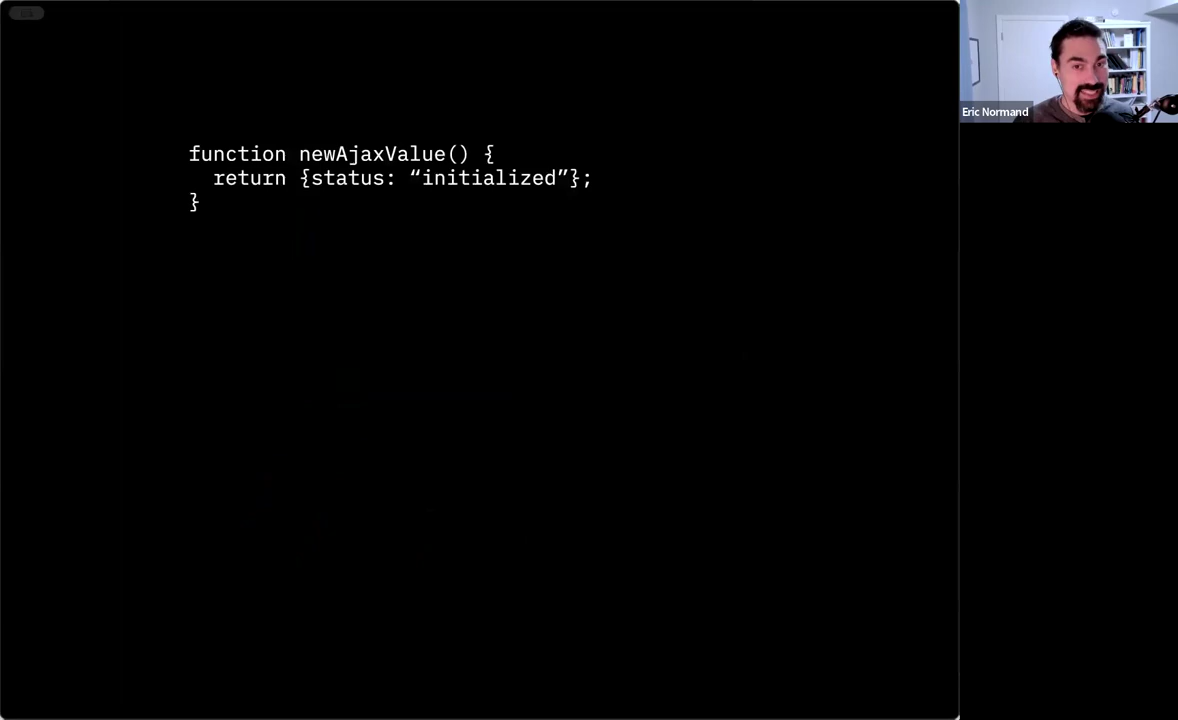 function newAjaxValue() {
  return {status: “initialized”};
}
Eric Normand